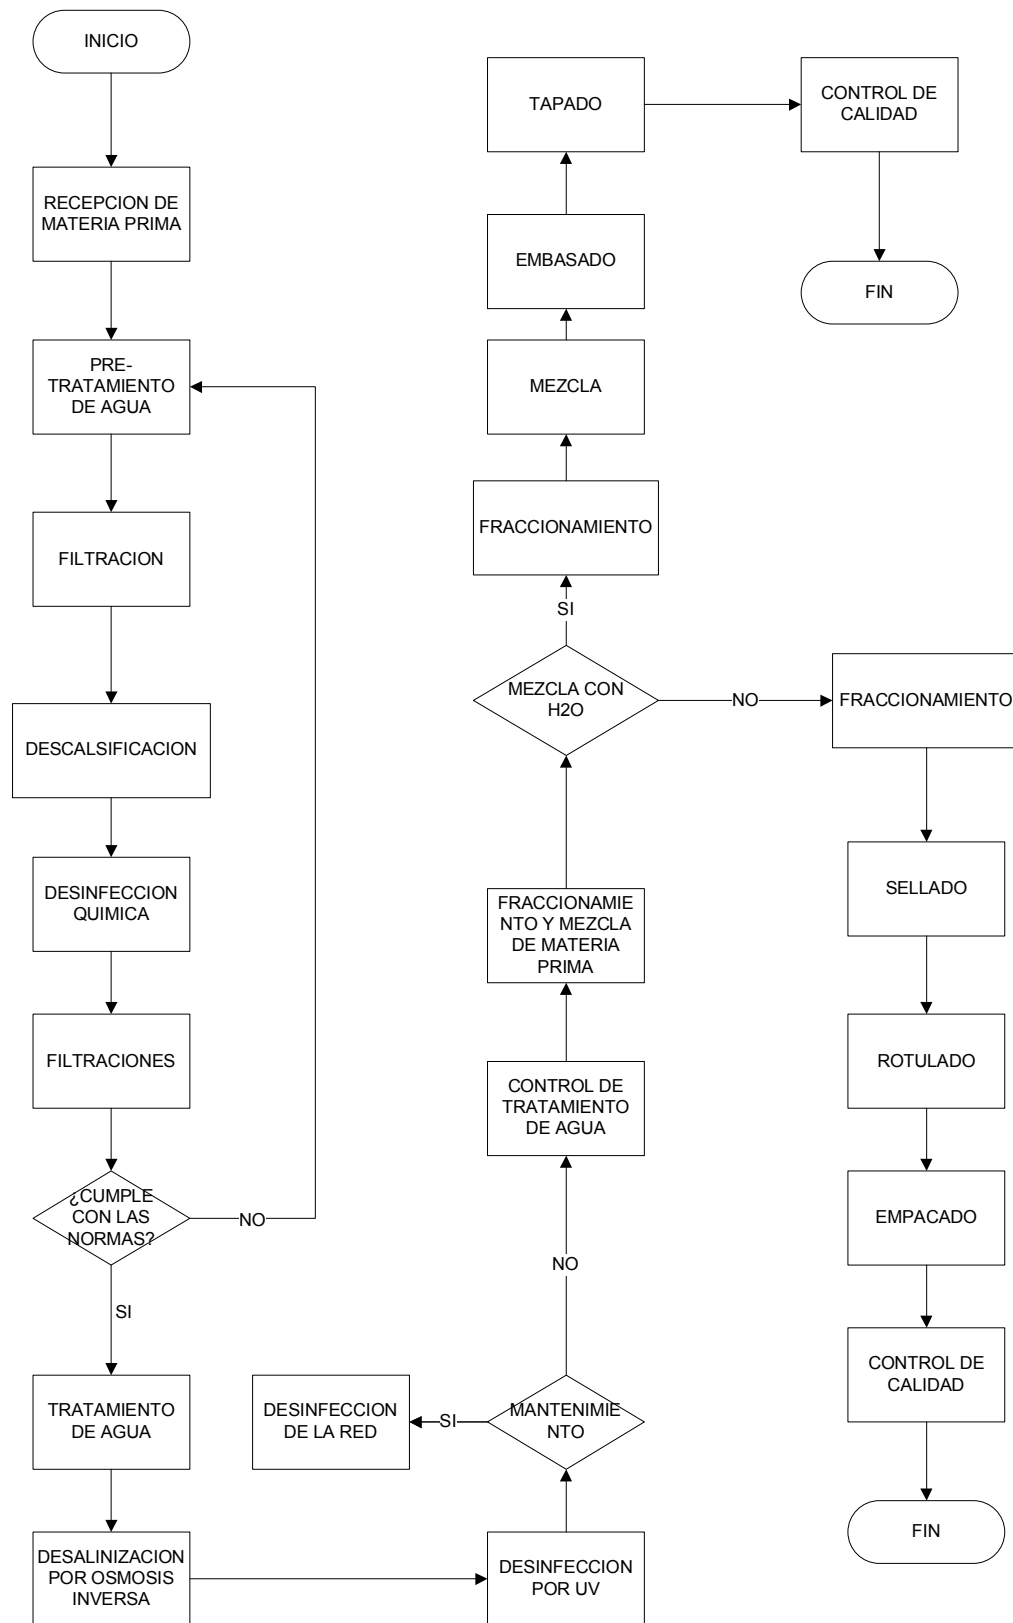 INICIO
RECEPCION DE
MATERIA PRIMA
PRE-
TRATAMIENTO
DE AGUA
FILTRACION
DESCALSIFICACION
DESINFECCION
QUIMICA
FILTRACIONES
¿CUMPLE
CON LAS
NORMAS?
NO
SI
TRATAMIENTO
DE AGUA
DESALINIZACION
POR OSMOSIS
INVERSA
DESINFECCION
POR UV
MANTENIMIE
NTO
SI
DESINFECCION
DE LA RED
NO
CONTROL DE
TRATAMIENTO
DE AGUA
FRACCIONAMIE
NTO Y MEZCLA
DE MATERIA
PRIMA
MEZCLA CON
H2O
SI
FRACCIONAMIENTO
MEZCLA
EMBASADO
TAPADO
CONTROL DE
CALIDAD
FIN
NO
FRACCIONAMIENTO
SELLADO
ROTULADO
EMPACADO
CONTROL DE
CALIDAD
FIN